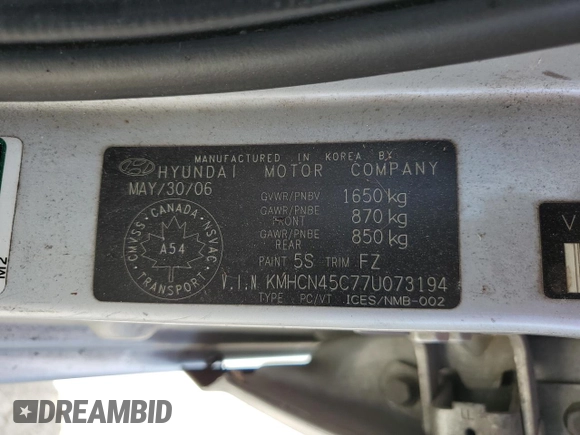 MANUFACTURED IN KOREA BY
HYUNDAI MOTOR COMPANY
MAY/30/06
GVWR/PNBV 1650 kg
GAWR/PNBE FRONT 870 kg
GAWR/PNBE REAR 850 kg
PAINT 5S TRIM FZ
V.I.N KMHCN45C77U073194
TYPE : PC/VT ICES/NMB-002
CANADA
CMVSS NSVAC
A54
TRANSPORT
M2
V
DREAMBID